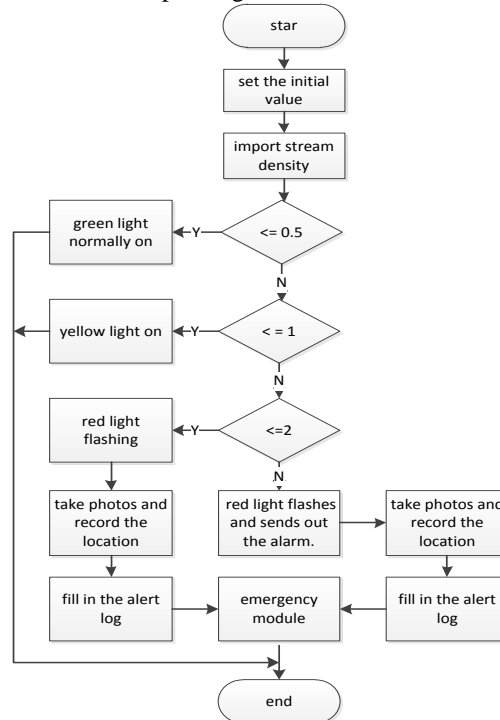 star
set the initial
value
import stream
density
green light
normally on
Y
<= 0.5
N
yellow light on
Y
< = 1
N
red light
flashing
Y
<=2
N
take photos and
record the
location
red light flashes
and sends out
the alarm.
take photos and
record the
location
fill in the alert
log
emergency
module
fill in the alert
log
end